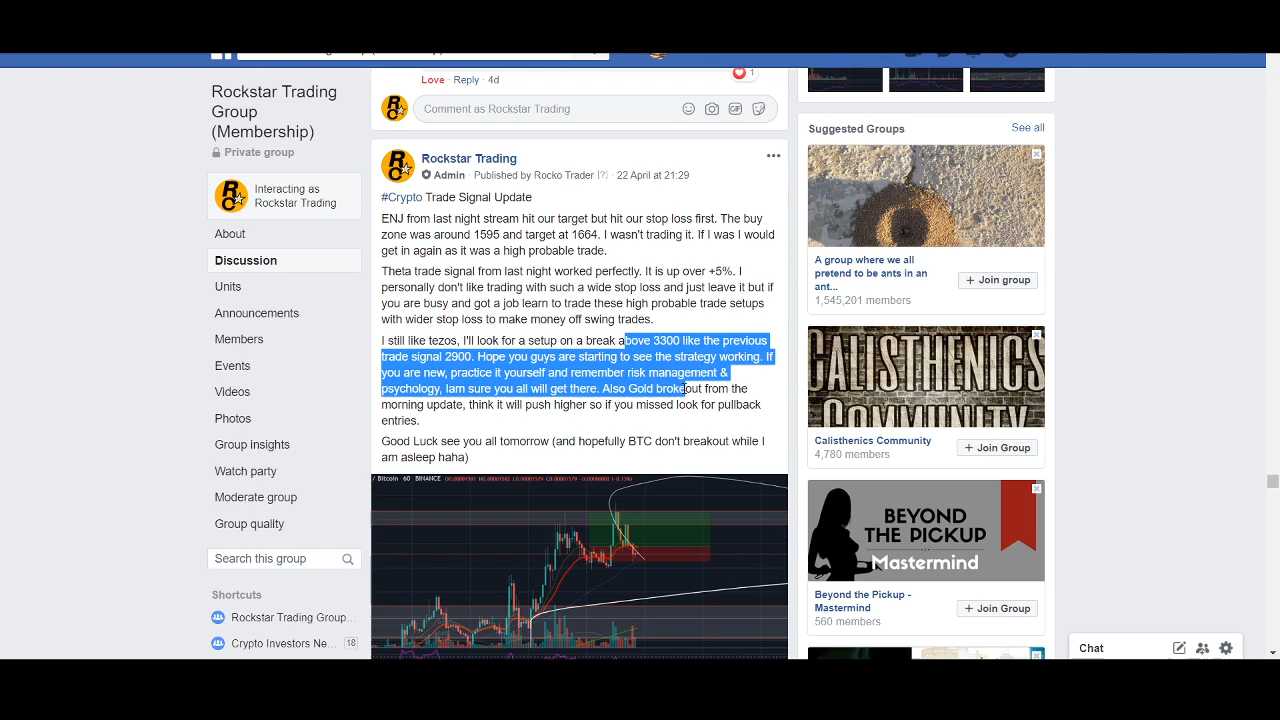 Rockstar Trading
Group
(Membership)
Private group
Interacting as
Rockstar Trading
About
Discussion
Units
Announcements
Members
Events
Videos
Photos
Group insights
Watch party
Moderate group
Group quality
Search this group
Shortcuts
Rockstar Trading Group...
Crypto Investors Ne... 18
Love · Reply · 4d
1
Comment as Rockstar Trading
GIF
Rockstar Trading
Admin · Published by Rocko Trader [?] · 22 April at 21:29
#Crypto Trade Signal Update
ENJ from last night stream hit our target but hit our stop loss first. The buy
zone was around 1595 and target at 1664. I wasn't trading it. If I was I would
get in again as it was a high probable trade.
Theta trade signal from last night worked perfectly. It is up over +5%. I
personally don't like trading with such a wide stop loss and just leave it but if
you are busy and got a job learn to trade these high probable trade setups
with wider stop loss to make money off swing trades.
I still like tezos, I'll look for a setup on a break above 3300 like the previous
trade signal 2900. Hope you guys are starting to see the strategy working. If
you are new, practice it yourself and remember risk management &
psychology, Iam sure you all will get there. Also Gold brokeout from the
morning update, think it will push higher so if you missed look for pullback
entries.
Good Luck see you all tomorrow (and hopefully BTC don't breakout while I
am asleep haha)
/ Bitcoin · 60 · BINANCE O0.00001581 H0.00001582 L0.00001579
Suggested Groups
See all
A group where we all
pretend to be ants in an
ant...
1,545,201 members
+ Join group
CALISTHENICS
COMMUNITY
Calisthenics Community
4,780 members
+ Join Group
BEYOND
THE PICKUP
Mastermind
Beyond the Pickup -
Mastermind
560 members
+ Join Group
Chat